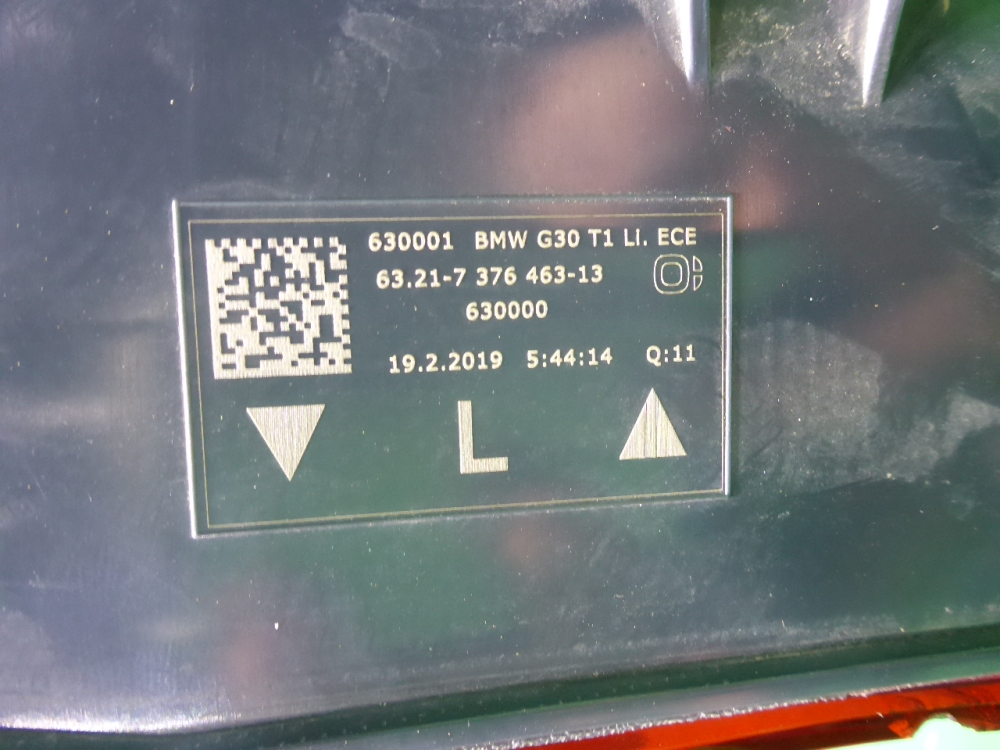 630001 BMW G30 T1 Li. ECE
63.21-7 376 463-13
630000
19.2.2019 5:44:14 Q:11
L